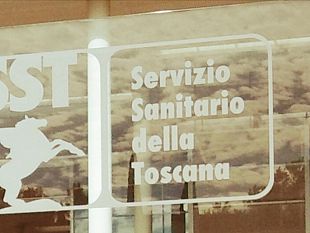 SST
Servizio
Sanitario
della
Toscana